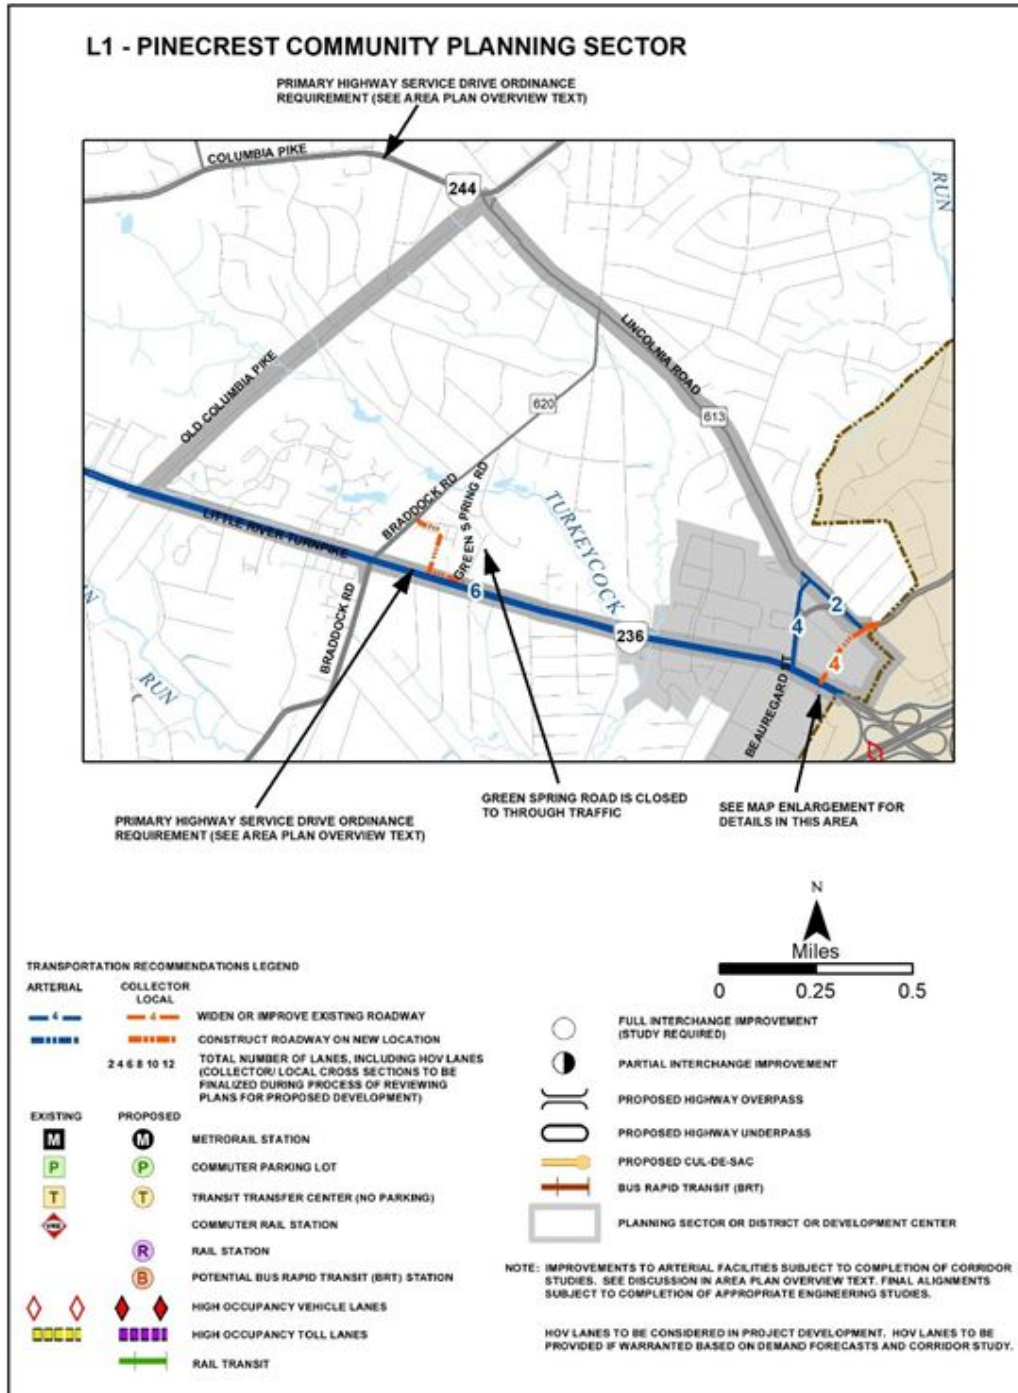 L1 - PINECREST COMMUNITY PLANNING SECTOR
PRIMARY HIGHWAY SERVICE DRIVE ORDINANCE
REQUIREMENT (SEE AREA PLAN OVERVIEW TEXT)
COLUMBIA PIKE
244
RUN
OLD COLUMBIA PIKE
LINCOLNIA ROAD
620
613
BRADDOCK RD
GREEN SPRING RD
TURKEYCOCK
LITTLE RIVER TURNPIKE
6
236
2
4
4
BRADDOCK RD
RUN
BEAUREGARD ST
GREEN SPRING ROAD IS CLOSED
TO THROUGH TRAFFIC
SEE MAP ENLARGEMENT FOR
DETAILS IN THIS AREA
PRIMARY HIGHWAY SERVICE DRIVE ORDINANCE
REQUIREMENT (SEE AREA PLAN OVERVIEW TEXT)
N
Miles
0 0.25 0.5
TRANSPORTATION RECOMMENDATIONS LEGEND
ARTERIAL COLLECTOR
LOCAL
4 4 WIDEN OR IMPROVE EXISTING ROADWAY
CONSTRUCT ROADWAY ON NEW LOCATION
2 4 6 8 10 12 TOTAL NUMBER OF LANES, INCLUDING HOV LANES
(COLLECTOR/ LOCAL CROSS SECTIONS TO BE
FINALIZED DURING PROCESS OF REVIEWING
PLANS FOR PROPOSED DEVELOPMENT)
EXISTING PROPOSED
M M METRORAIL STATION
P P COMMUTER PARKING LOT
T T TRANSIT TRANSFER CENTER (NO PARKING)
VRE COMMUTER RAIL STATION
R RAIL STATION
B POTENTIAL BUS RAPID TRANSIT (BRT) STATION
HIGH OCCUPANCY VEHICLE LANES
HIGH OCCUPANCY TOLL LANES
RAIL TRANSIT
FULL INTERCHANGE IMPROVEMENT
(STUDY REQUIRED)
PARTIAL INTERCHANGE IMPROVEMENT
PROPOSED HIGHWAY OVERPASS
PROPOSED HIGHWAY UNDERPASS
PROPOSED CUL-DE-SAC
BUS RAPID TRANSIT (BRT)
PLANNING SECTOR OR DISTRICT OR DEVELOPMENT CENTER
NOTE: IMPROVEMENTS TO ARTERIAL FACILITIES SUBJECT TO COMPLETION OF CORRIDOR
STUDIES. SEE DISCUSSION IN AREA PLAN OVERVIEW TEXT. FINAL ALIGNMENTS
SUBJECT TO COMPLETION OF APPROPRIATE ENGINEERING STUDIES.
HOV LANES TO BE CONSIDERED IN PROJECT DEVELOPMENT. HOV LANES TO BE
PROVIDED IF WARRANTED BASED ON DEMAND FORECASTS AND CORRIDOR STUDY.